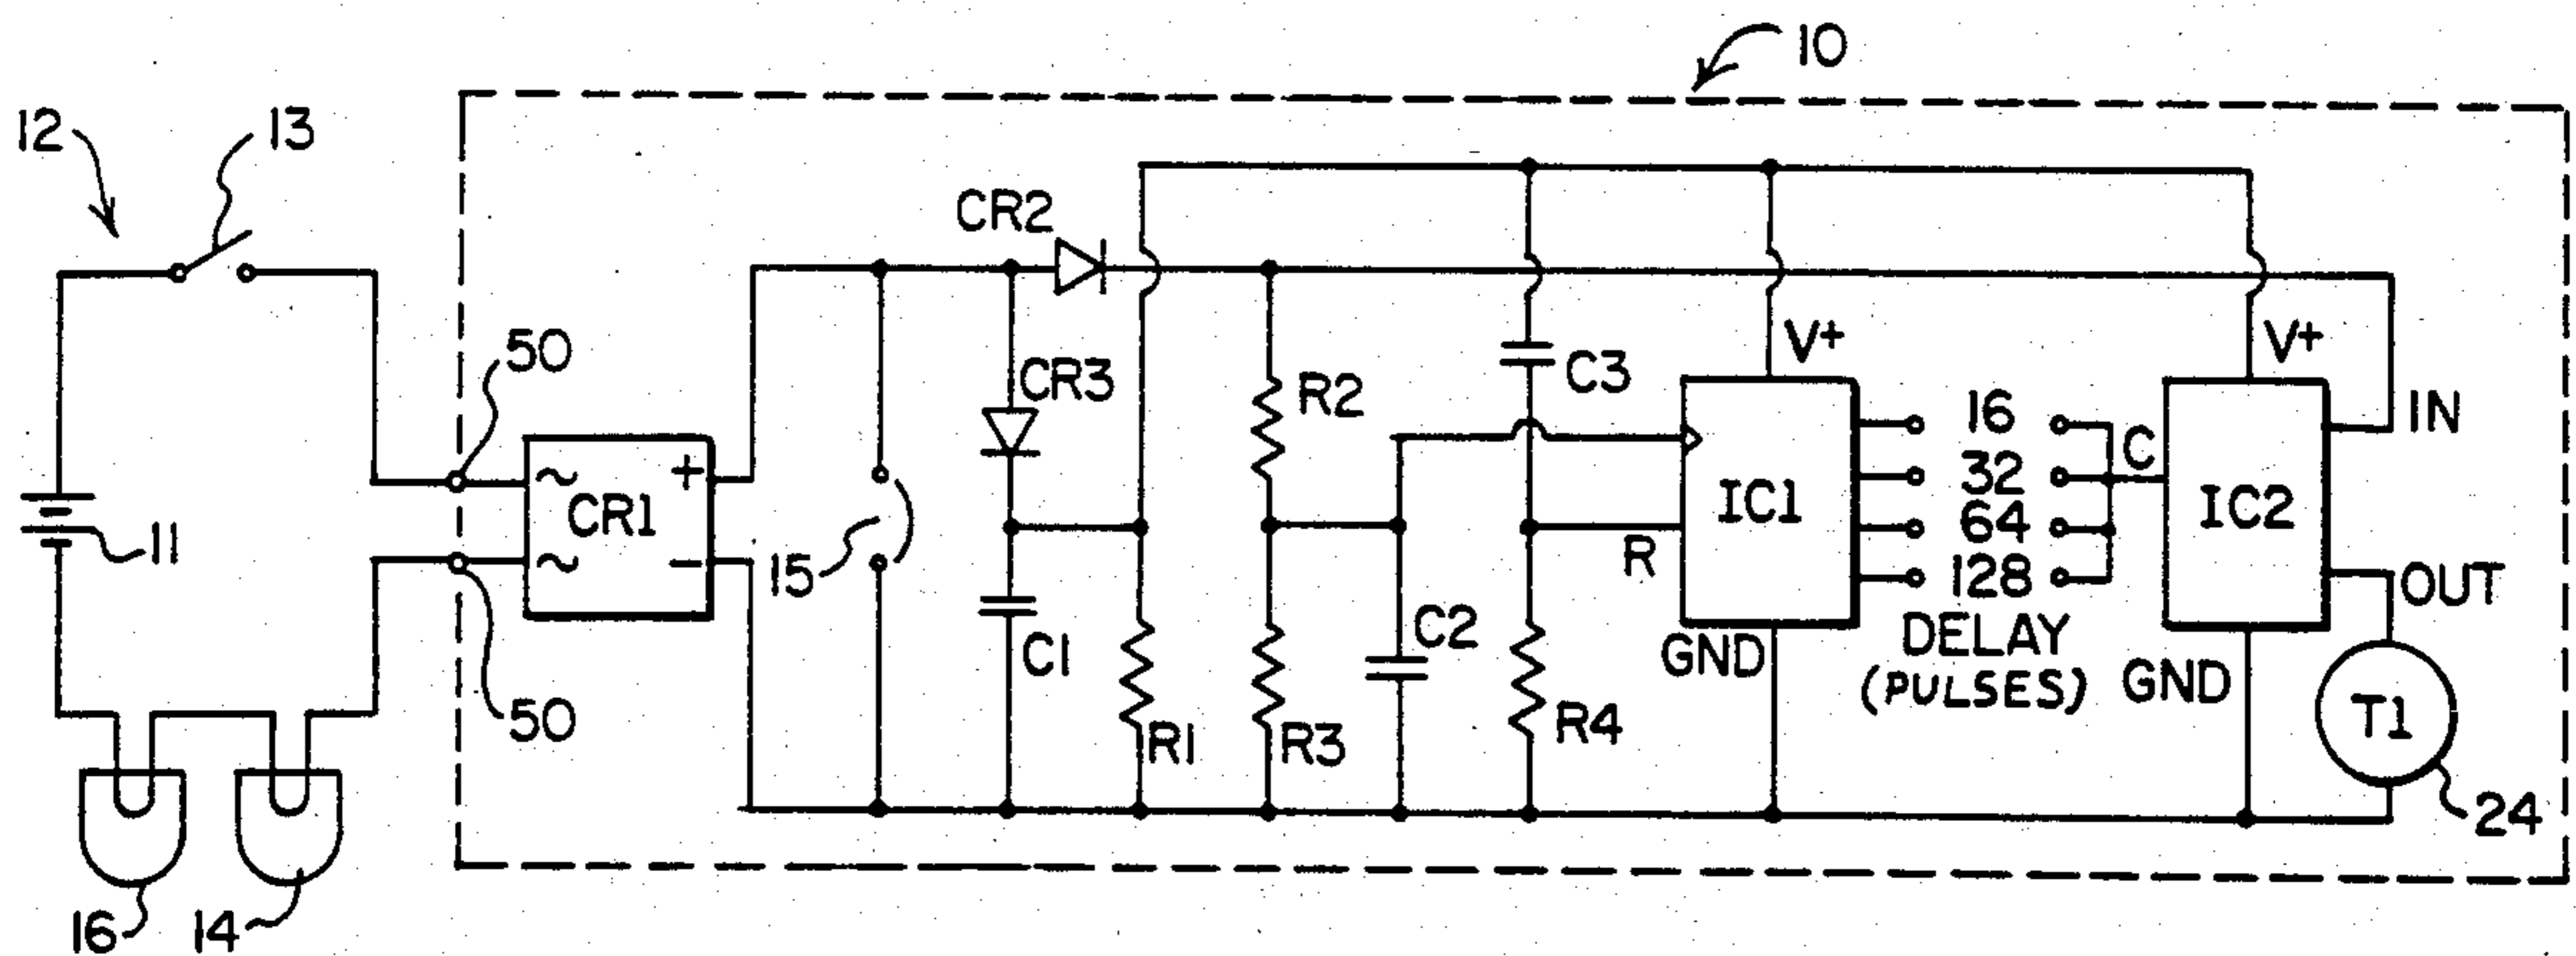 10
12
13
CR2
50
V+
V+
CR3
C3
R2
IN
16
C
+
~
CR1
32
IC1
IC2
64
11
~
−
15
R
128
OUT
C1
C2
GND
DELAY
(PULSES)
GND
50
R1
R3
R4
T1
24
16
14